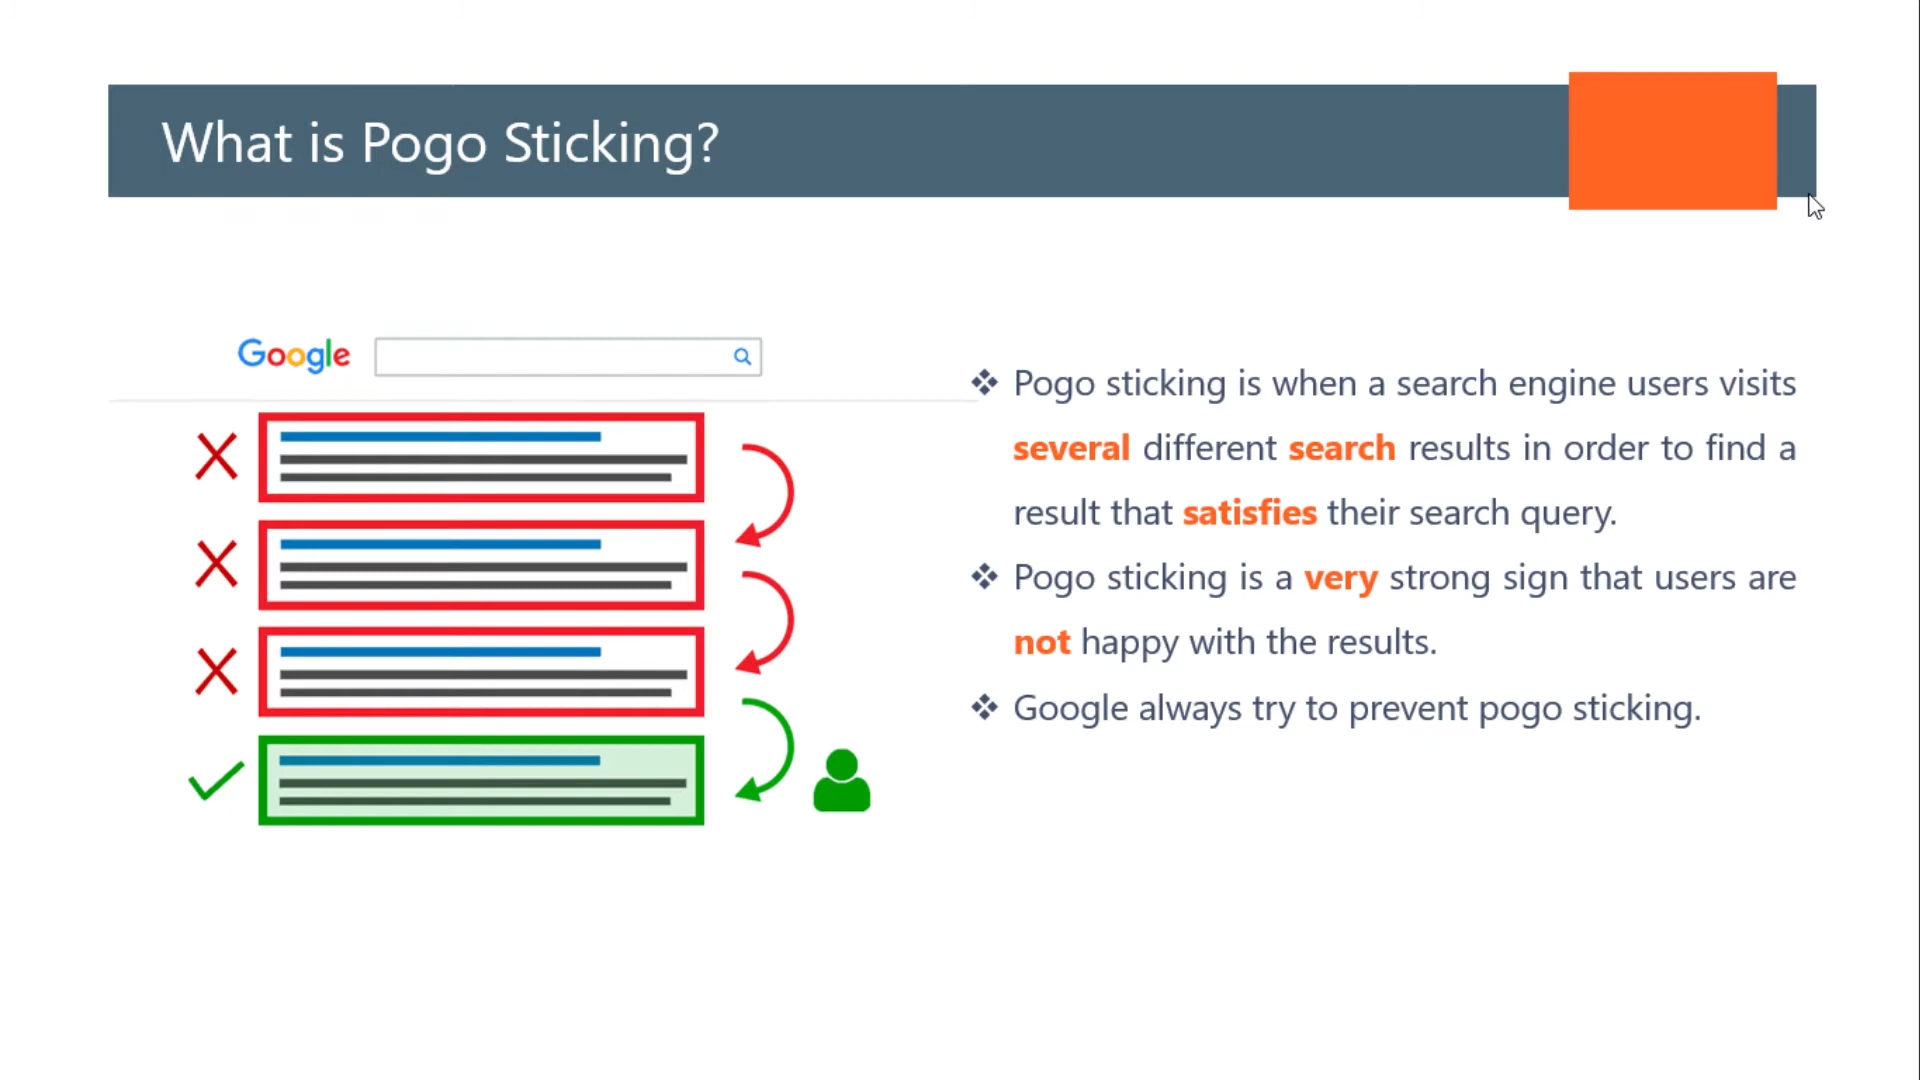 What is Pogo Sticking?
Google
❖ Pogo sticking is when a search engine users visits
several different search results in order to find a
result that satisfies their search query.
❖ Pogo sticking is a very strong sign that users are
not happy with the results.
❖ Google always try to prevent pogo sticking.